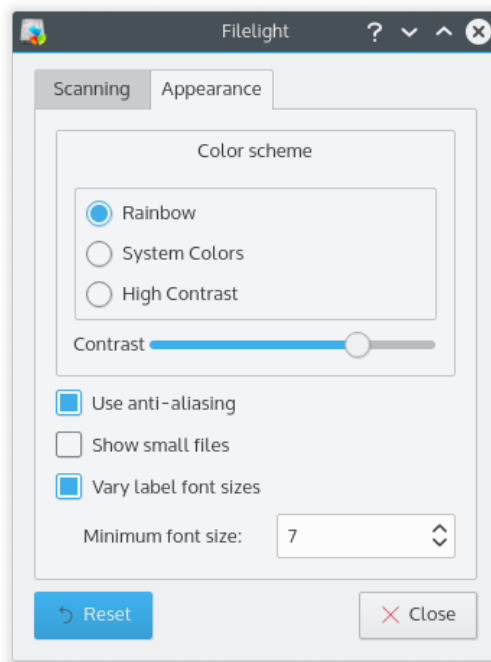 Filelight
Scanning Appearance
Color scheme
Rainbow
System Colors
High Contrast
Contrast
Use anti-aliasing
Show small files
Vary label font sizes
Minimum font size: 7
Reset Close